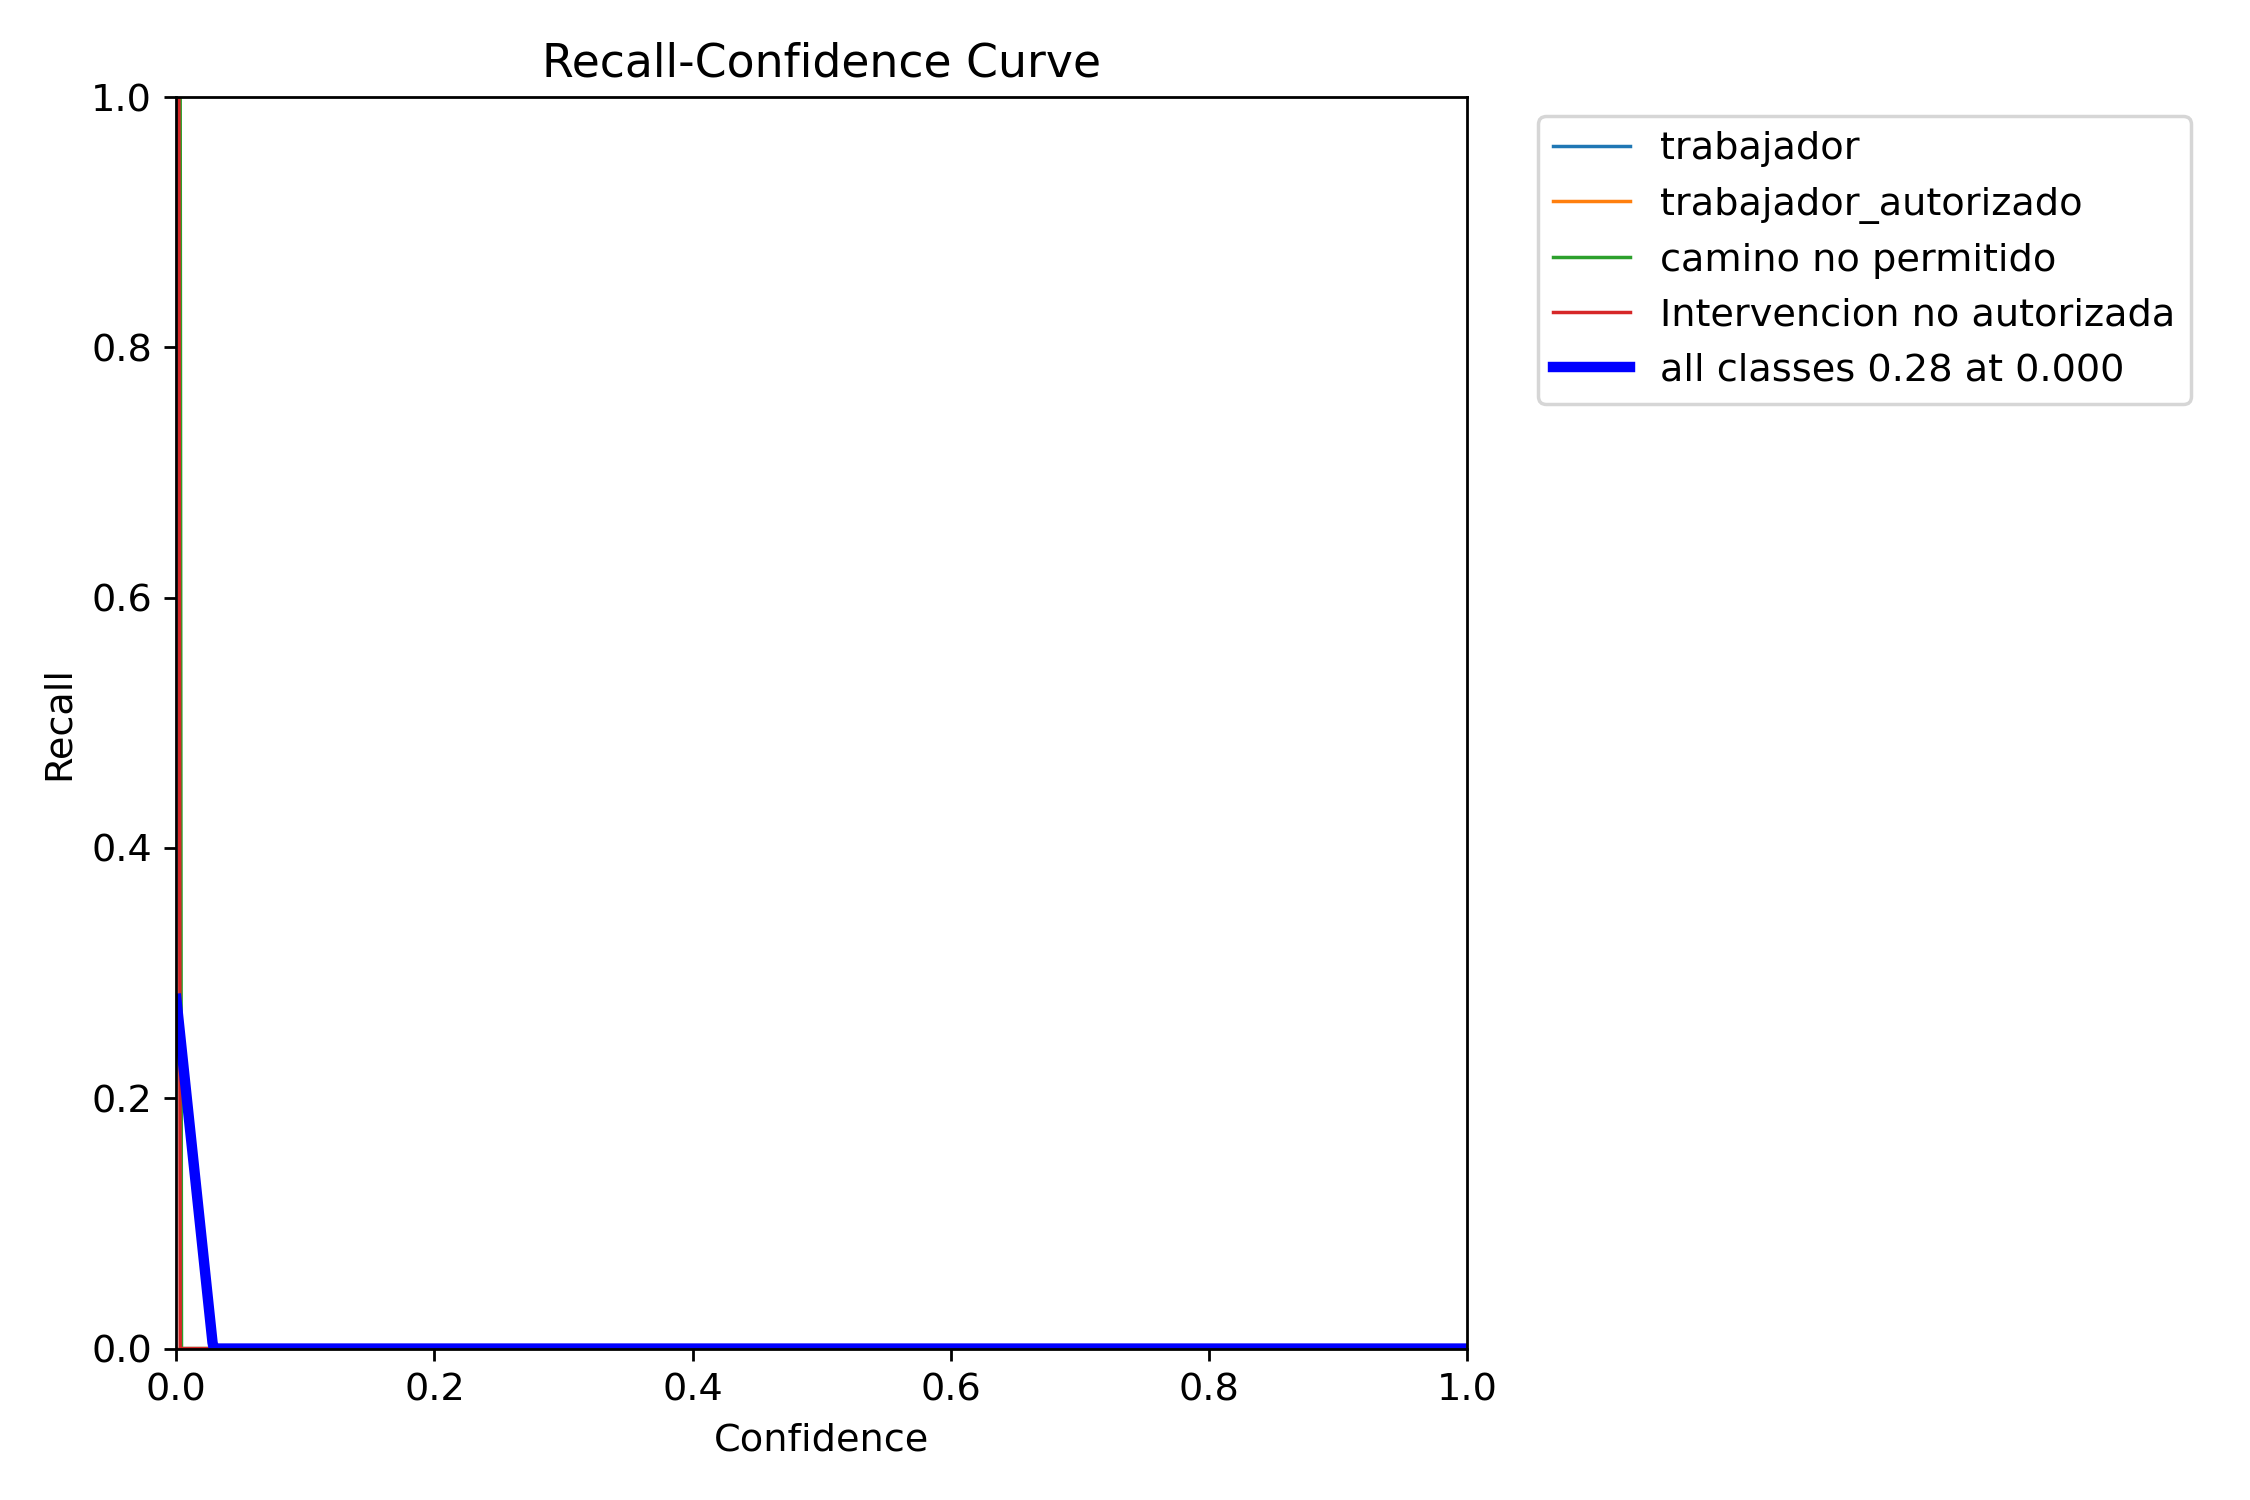 Recall-Confidence Curve
1.0
0.8
0.6
0.4
0.2
0.0
Recall
0.0 0.2 0.4 0.6 0.8 1.0
Confidence
trabajador
trabajador_autorizado
camino no permitido
Intervencion no autorizada
all classes 0.28 at 0.000